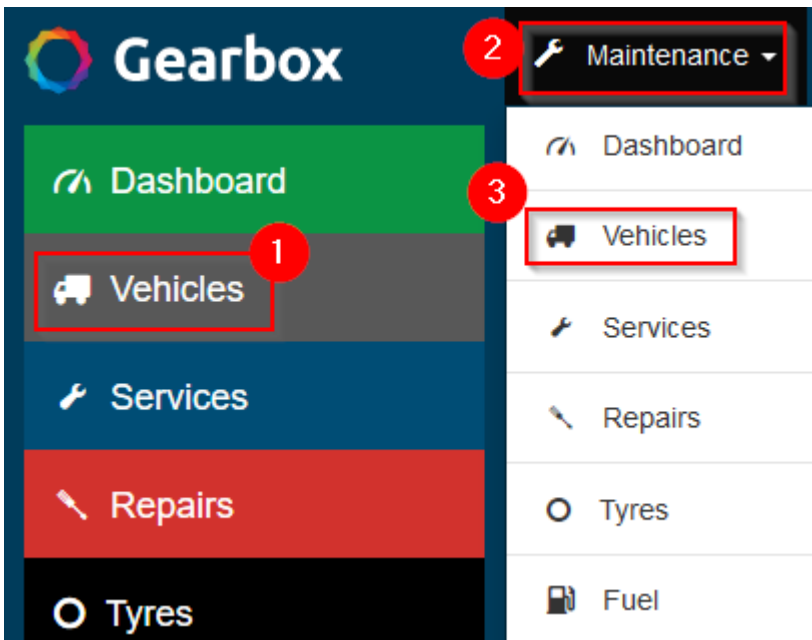 Gearbox
Dashboard
1
Vehicles
Services
Repairs
Tyres
2
Maintenance
Dashboard
3
Vehicles
Services
Repairs
Tyres
Fuel